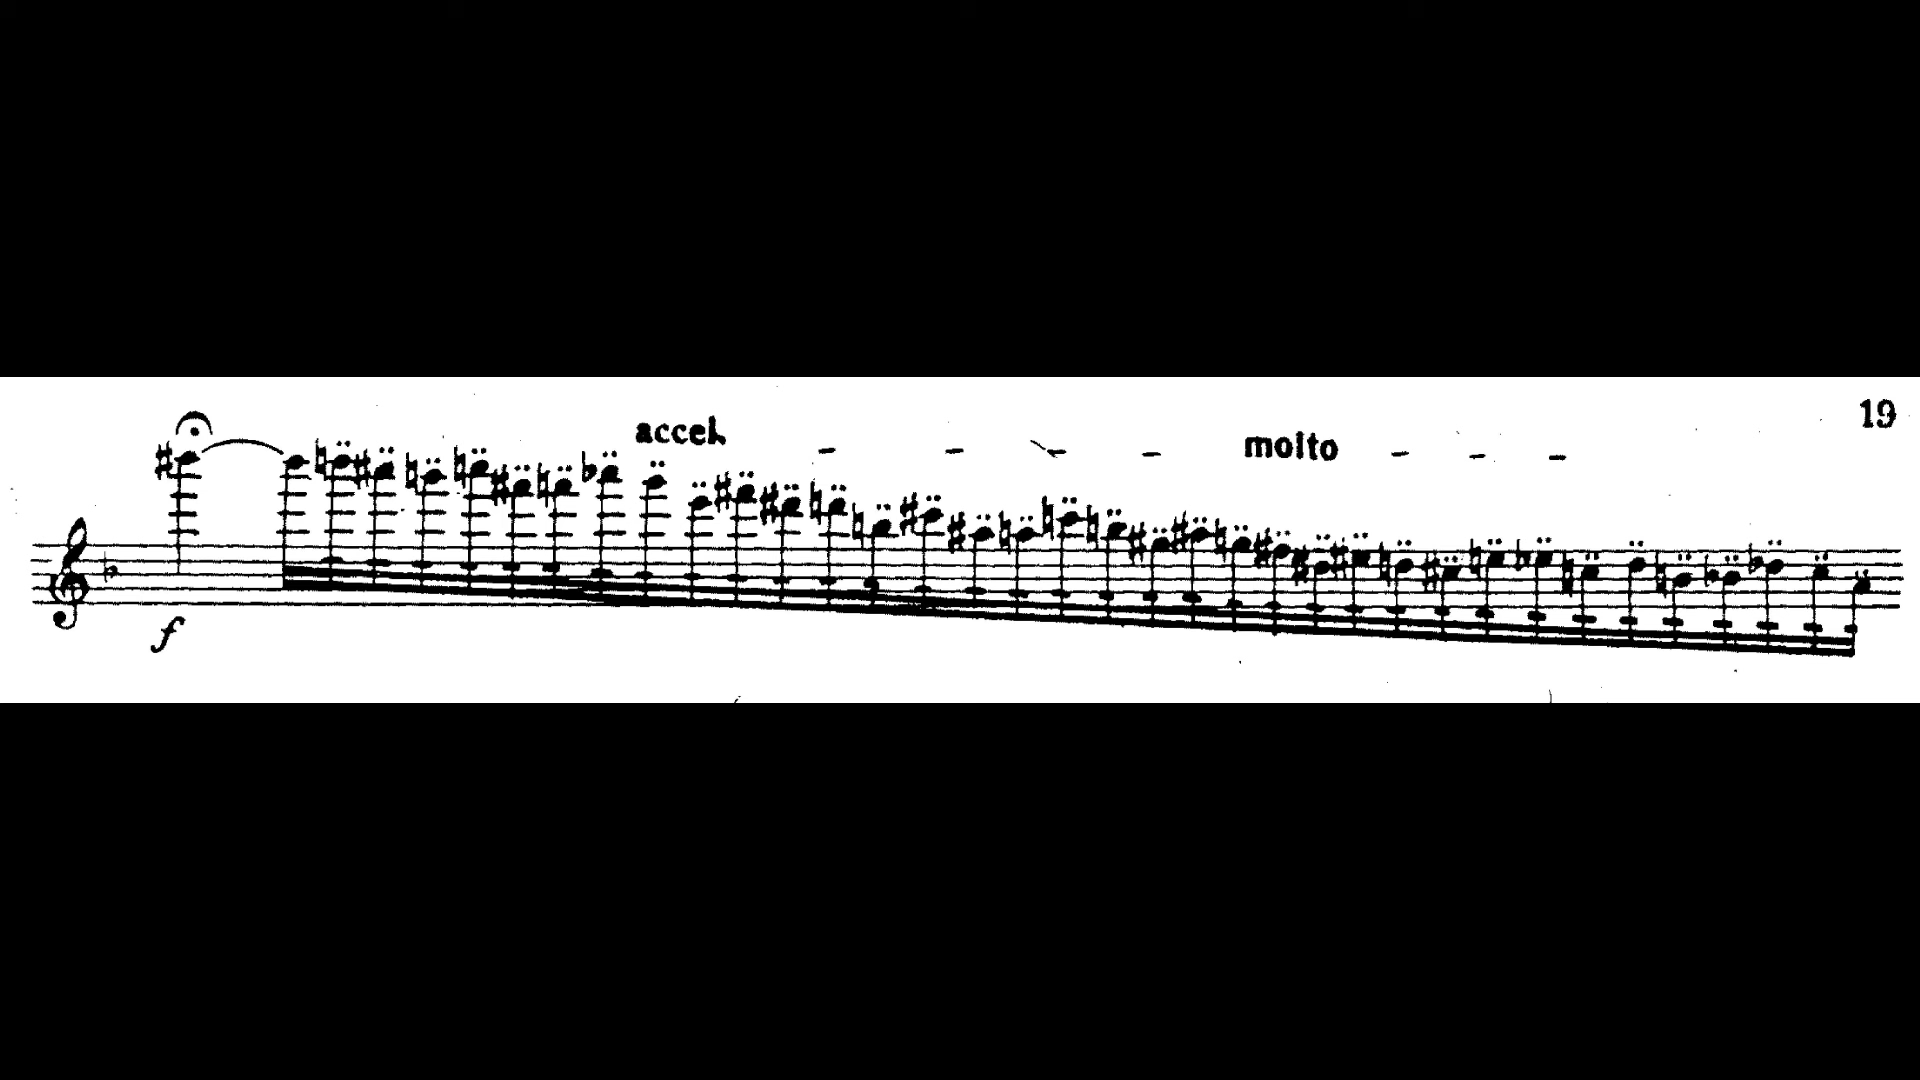 19
accel. - - - - molto - - -
f